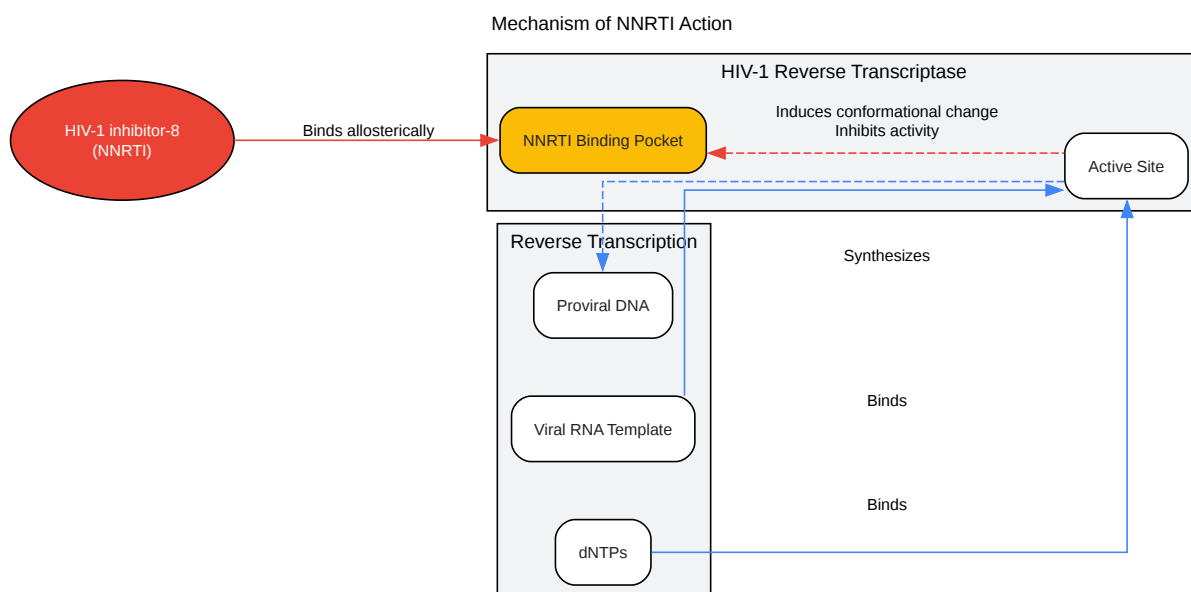 Mechanism of NNRTI Action
HIV-1 Reverse Transcriptase
HIV-1 inhibitor-8
(NNRTI)
Binds allosterically
NNRTI Binding Pocket
Induces conformational change
Inhibits activity
Active Site
Reverse Transcription
Synthesizes
Proviral DNA
Binds
Viral RNA Template
Binds
dNTPs